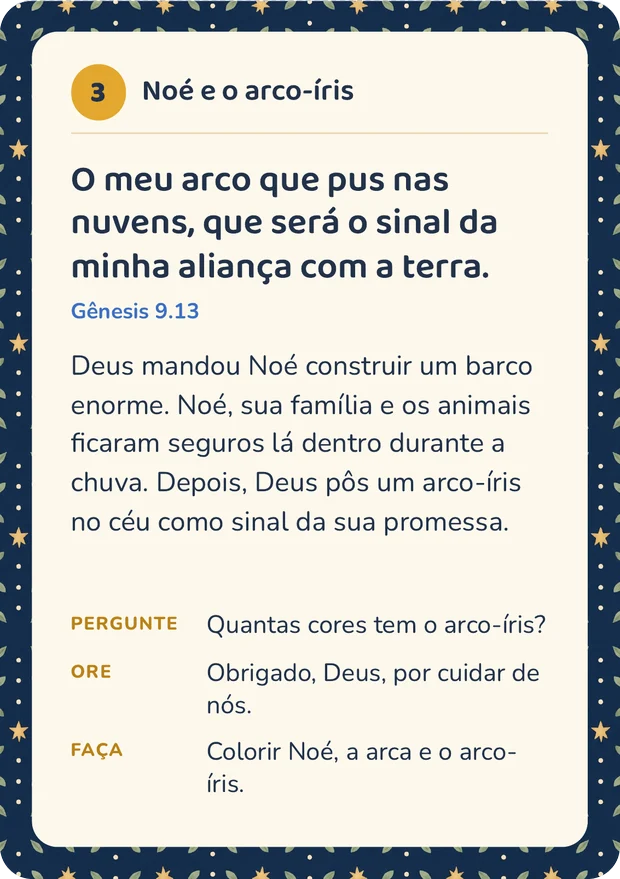 3
Noé e o arco-íris
O meu arco que pus nas
nuvens, que será o sinal da
minha aliança com a terra.
Gênesis 9.13
Deus mandou Noé construir um barco
enorme. Noé, sua família e os animais
ficaram seguros lá dentro durante a
chuva. Depois, Deus pôs um arco-íris
no céu como sinal da sua promessa.
PERGUNTE Quantas cores tem o arco-íris?
ORE Obrigado, Deus, por cuidar de
nós.
FAÇA Colorir Noé, a arca e o arco-
íris.